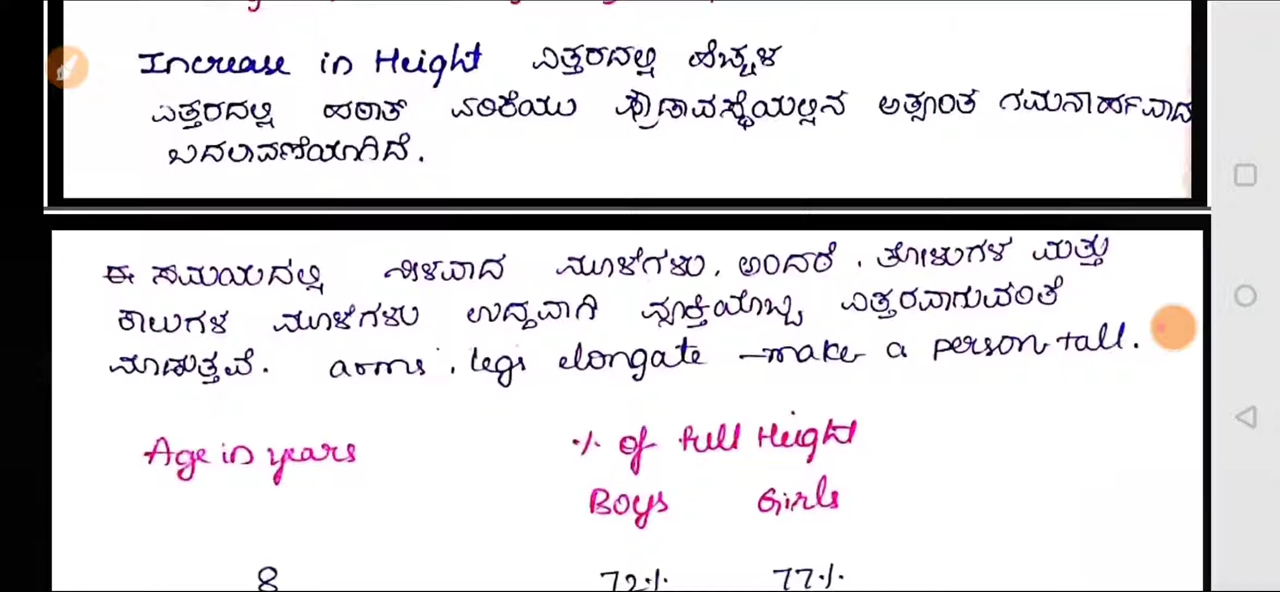 Increase in Height ಎತ್ತರದಲ್ಲಿ ಹೆಚ್ಚಳ
ಎತ್ತರದಲ್ಲಿ ಹಠಾತ್ ಏರಿಕೆಯು ಪ್ರೌಢಾವಸ್ಥೆಯಲ್ಲಿನ ಅತ್ಯಂತ ಗಮನಾರ್ಹವಾದ
ಬದಲಾವಣೆಯಾಗಿದೆ.
ಈ ಸಮಯದಲ್ಲಿ ನೀಳವಾದ ಮೂಳೆಗಳು, ಅಂದರೆ, ತೋಳುಗಳ ಮತ್ತು
ಕಾಲುಗಳ ಮೂಳೆಗಳು ಉದ್ದವಾಗಿ ವ್ಯಕ್ತಿಯೊಬ್ಬ ಎತ್ತರವಾಗುವಂತೆ
ಮಾಡುತ್ತವೆ. arms, legs elongate - make a person tall.
Age in years % of full Height
Boys Girls
8 72% 77%